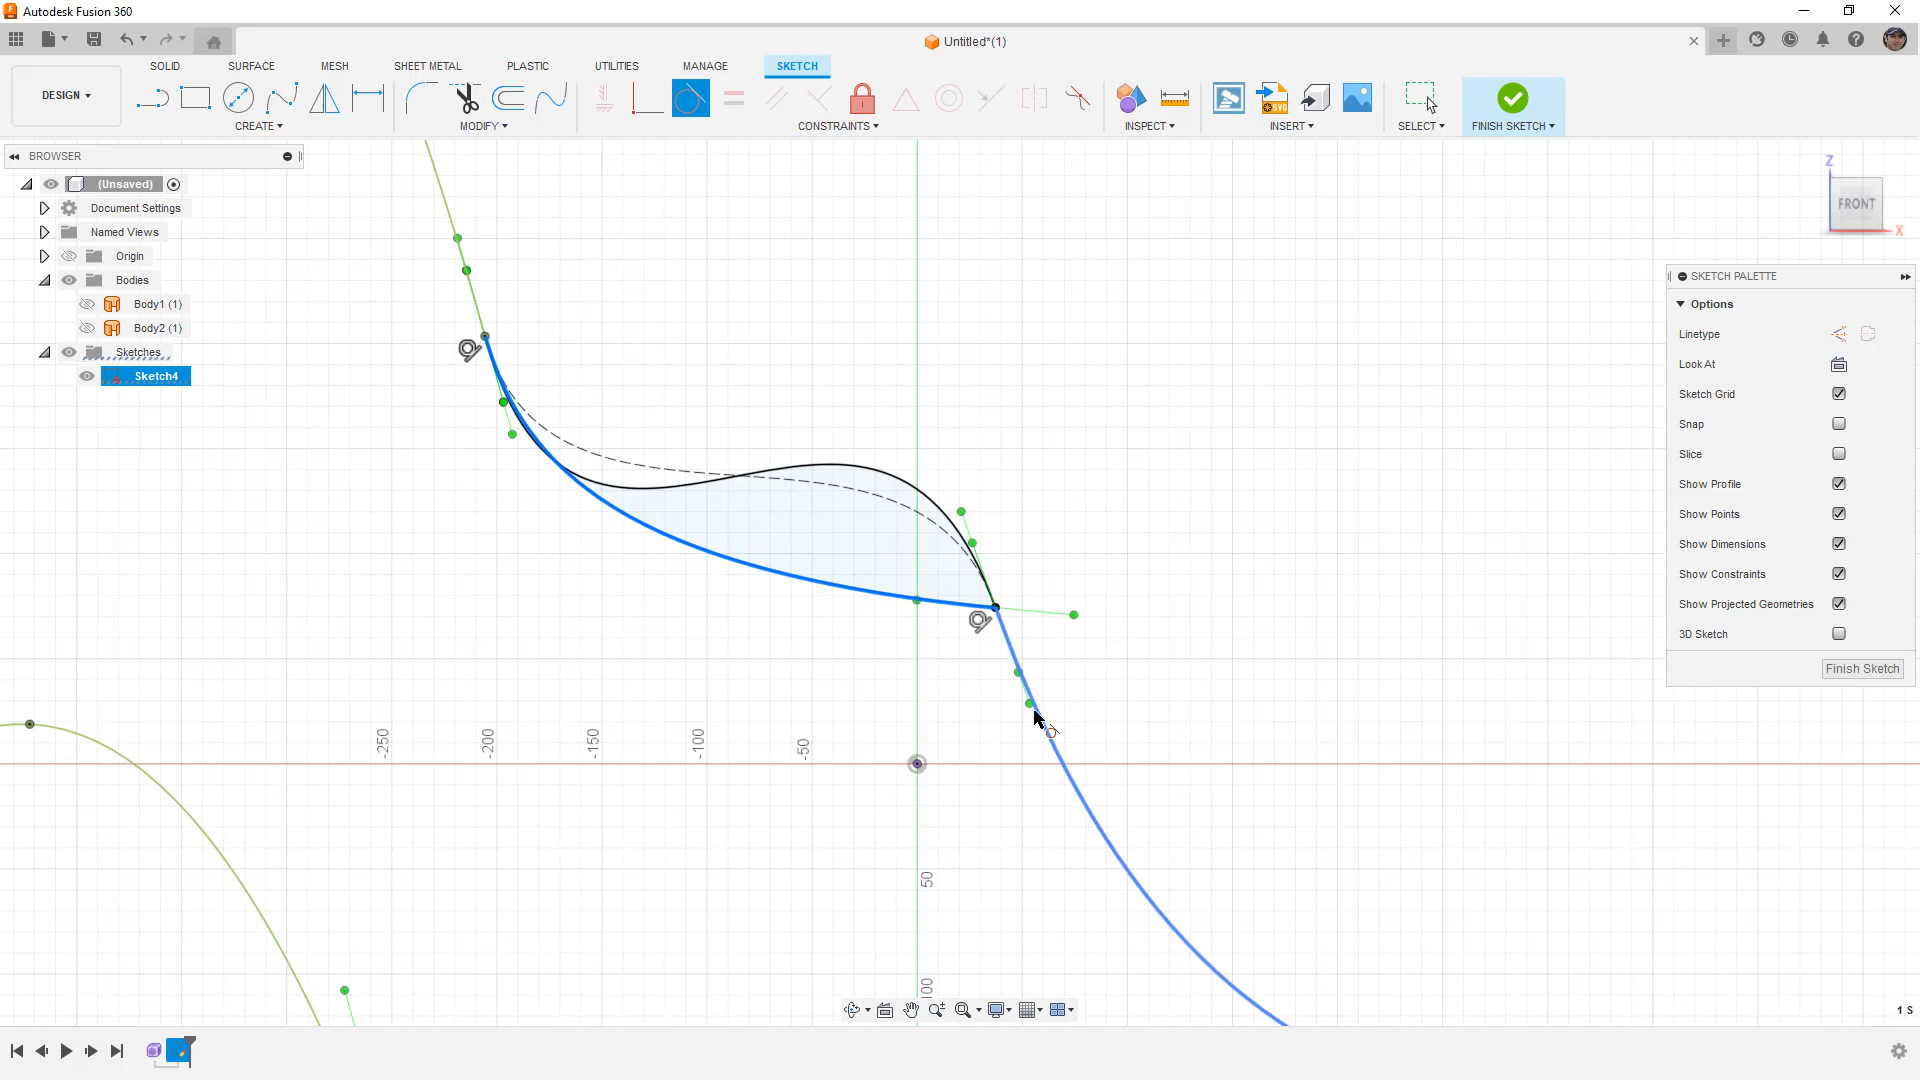 Autodesk Fusion 360
Untitled*(1)
SOLID SURFACE MESH SHEET METAL PLASTIC UTILITIES MANAGE SKETCH
DESIGN
CREATE MODIFY CONSTRAINTS INSPECT INSERT SELECT FINISH SKETCH
SVG
BROWSER
(Unsaved)
Document Settings
Named Views
Origin
Bodies
Body1 (1)
Body2 (1)
Sketches
Sketch4
Z
FRONT
X
SKETCH PALETTE
Options
Linetype
Look At
Sketch Grid
Snap
Slice
Show Profile
Show Points
Show Dimensions
Show Constraints
Show Projected Geometries
3D Sketch
Finish Sketch
-250
-200
-150
-100
-50
50
100
1 S